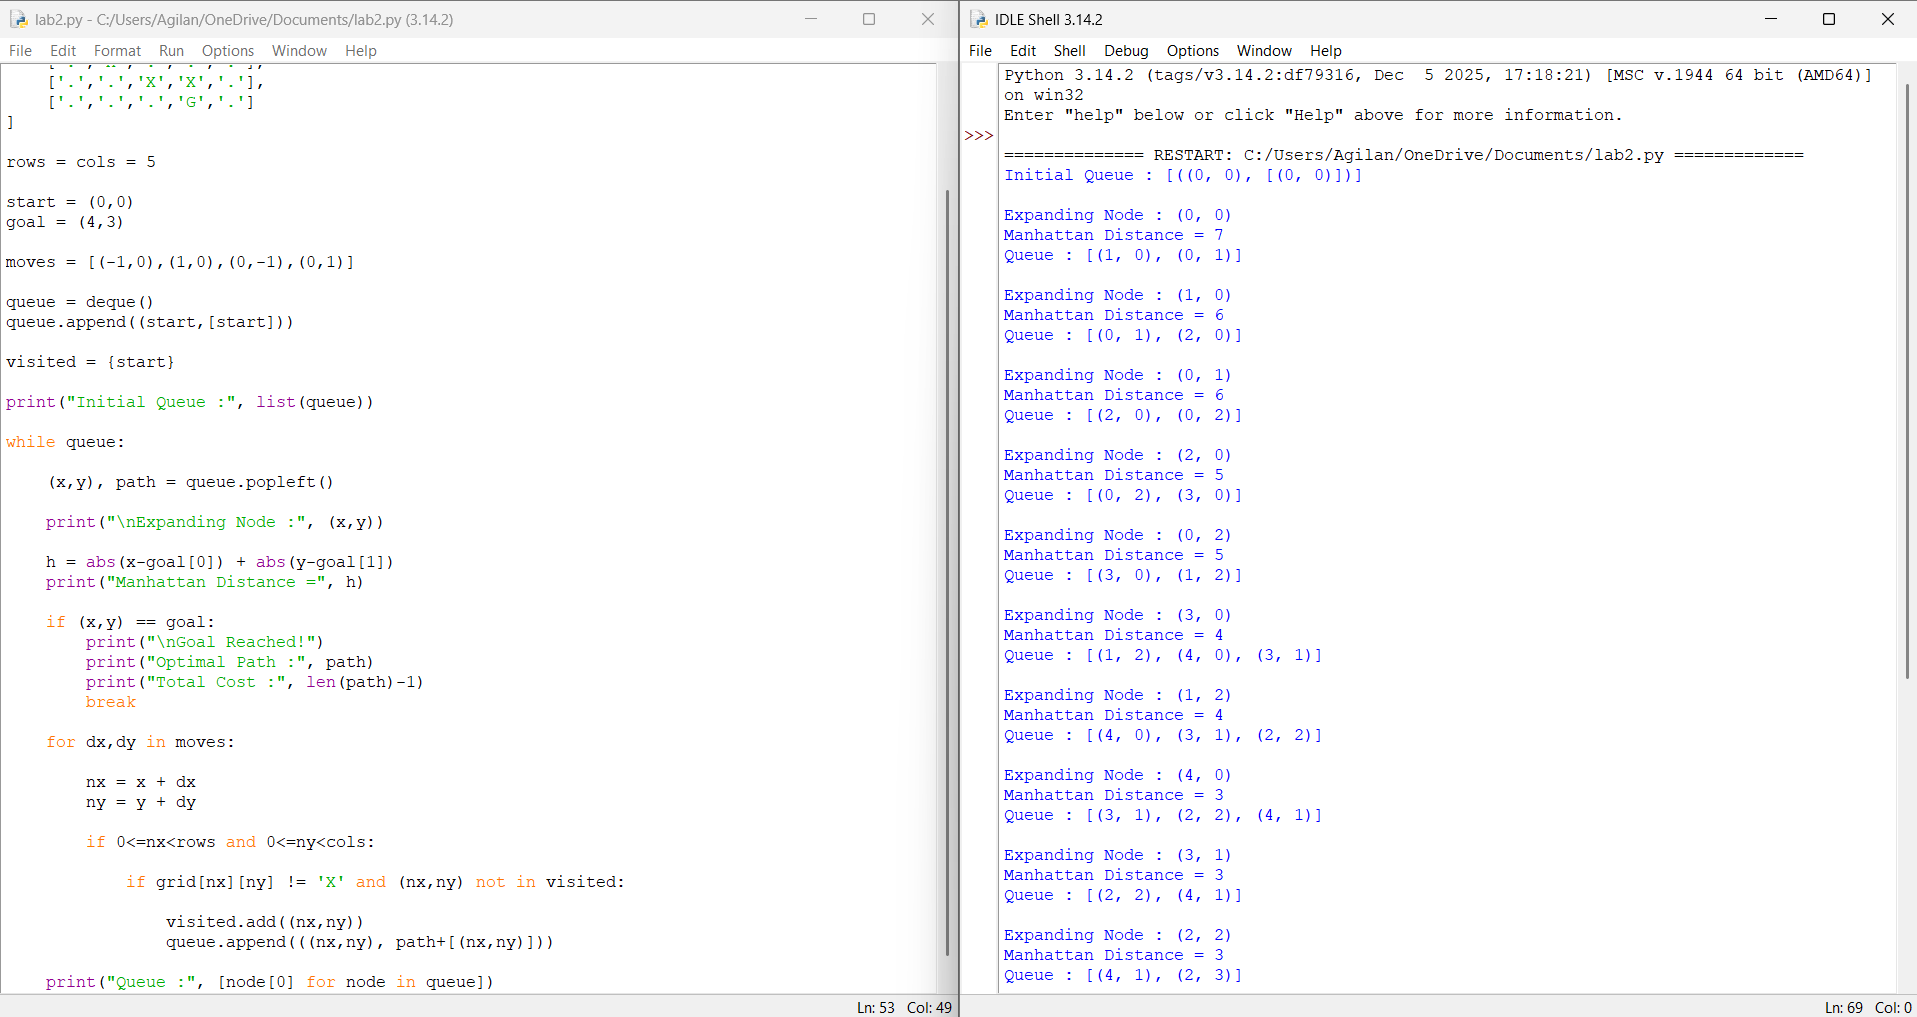 lab2.py - C:/Users/Agilan/OneDrive/Documents/lab2.py (3.14.2)
File Edit Format Run Options Window Help
['.','.','X','X','.'],
['.','.','.','G','.']
]
rows = cols = 5
start = (0,0)
goal = (4,3)
moves = [(-1,0),(1,0),(0,-1),(0,1)]
queue = deque()
queue.append((start,[start]))
visited = {start}
print("Initial Queue :", list(queue))
while queue:
(x,y), path = queue.popleft()
print("\nExpanding Node :", (x,y))
h = abs(x-goal[0]) + abs(y-goal[1])
print("Manhattan Distance =", h)
if (x,y) == goal:
print("\nGoal Reached!")
print("Optimal Path :", path)
print("Total Cost :", len(path)-1)
break
for dx,dy in moves:
nx = x + dx
ny = y + dy
if 0<=nx<rows and 0<=ny<cols:
if grid[nx][ny] != 'X' and (nx,ny) not in visited:
visited.add((nx,ny))
queue.append(((nx,ny), path+[(nx,ny)]))
print("Queue :", [node[0] for node in queue])
Ln: 53 Col: 49
IDLE Shell 3.14.2
File Edit Shell Debug Options Window Help
Python 3.14.2 (tags/v3.14.2:df79316, Dec  5 2025, 17:18:21) [MSC v.1944 64 bit (AMD64)]
on win32
Enter "help" below or click "Help" above for more information.
>>>
============== RESTART: C:/Users/Agilan/OneDrive/Documents/lab2.py =============
Initial Queue : [((0, 0), [(0, 0)])]
Expanding Node : (0, 0)
Manhattan Distance = 7
Queue : [(1, 0), (0, 1)]
Expanding Node : (1, 0)
Manhattan Distance = 6
Queue : [(0, 1), (2, 0)]
Expanding Node : (0, 1)
Manhattan Distance = 6
Queue : [(2, 0), (0, 2)]
Expanding Node : (2, 0)
Manhattan Distance = 5
Queue : [(0, 2), (3, 0)]
Expanding Node : (0, 2)
Manhattan Distance = 5
Queue : [(3, 0), (1, 2)]
Expanding Node : (3, 0)
Manhattan Distance = 4
Queue : [(1, 2), (4, 0), (3, 1)]
Expanding Node : (1, 2)
Manhattan Distance = 4
Queue : [(4, 0), (3, 1), (2, 2)]
Expanding Node : (4, 0)
Manhattan Distance = 3
Queue : [(3, 1), (2, 2), (4, 1)]
Expanding Node : (3, 1)
Manhattan Distance = 3
Queue : [(2, 2), (4, 1)]
Expanding Node : (2, 2)
Manhattan Distance = 3
Queue : [(4, 1), (2, 3)]
Ln: 69 Col: 0